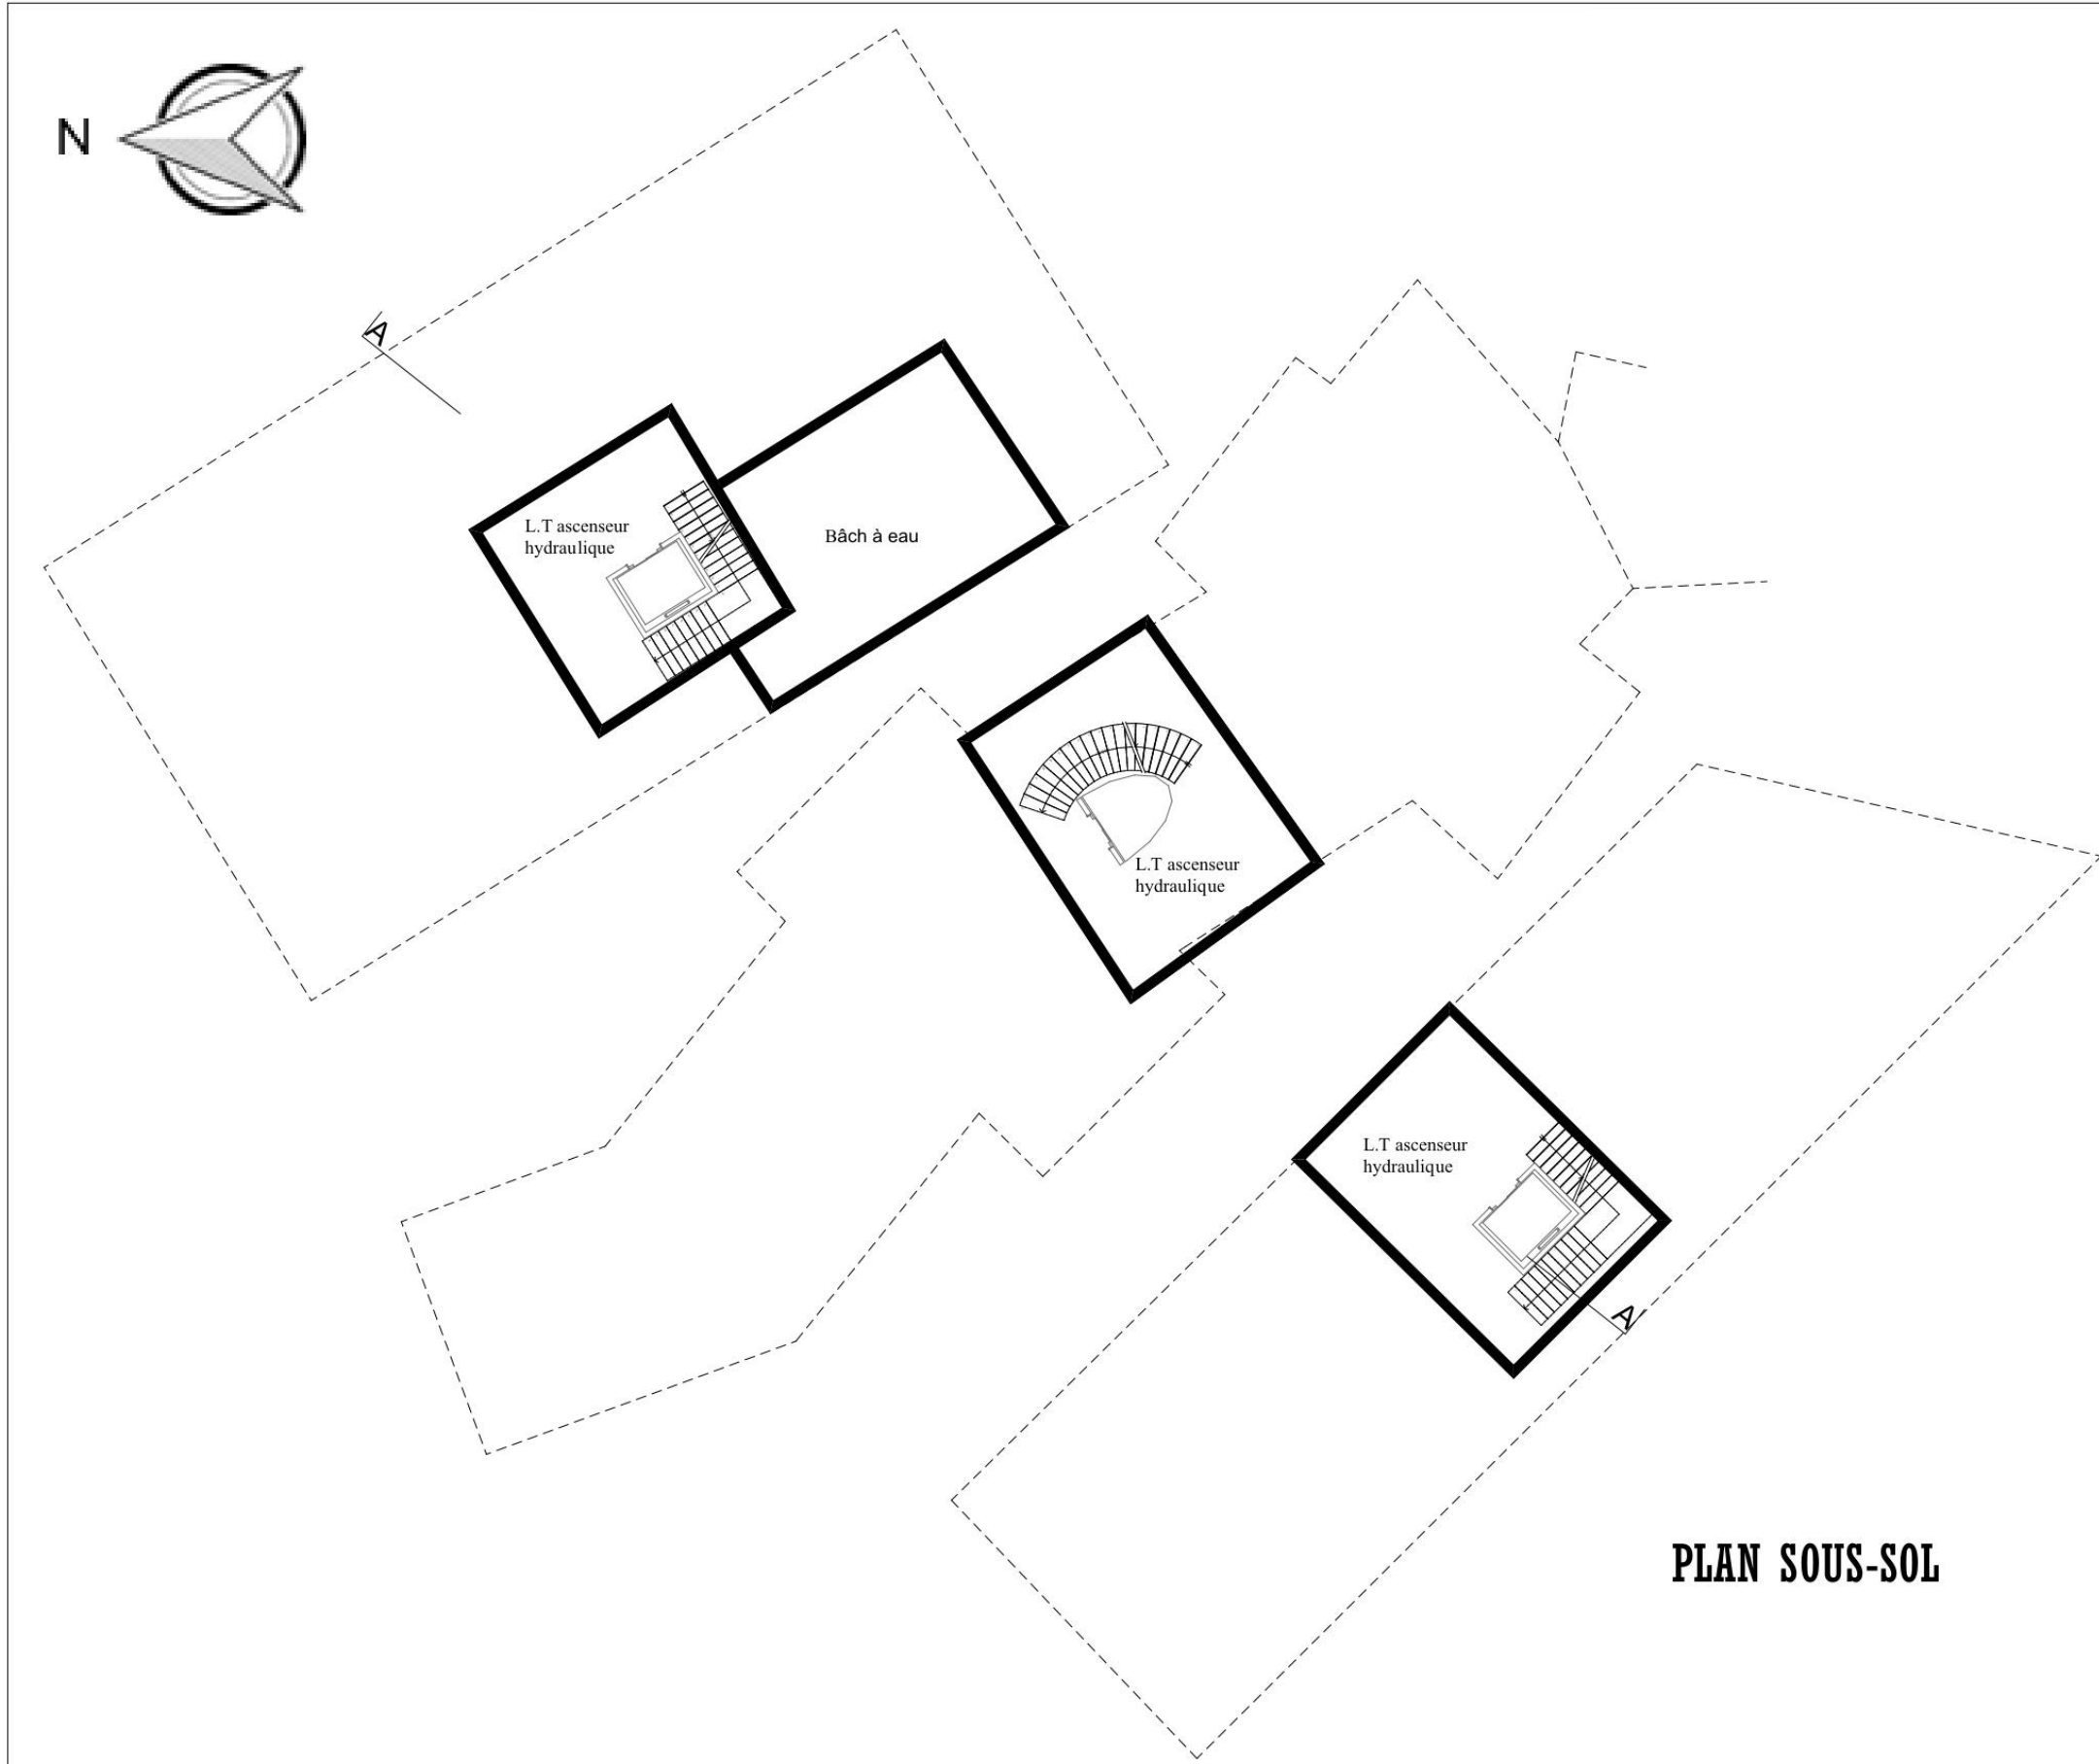 N
A
L.T ascenseur
hydraulique
Bâch à eau
L.T ascenseur
hydraulique
L.T ascenseur
hydraulique
A
PLAN SOUS-SOL